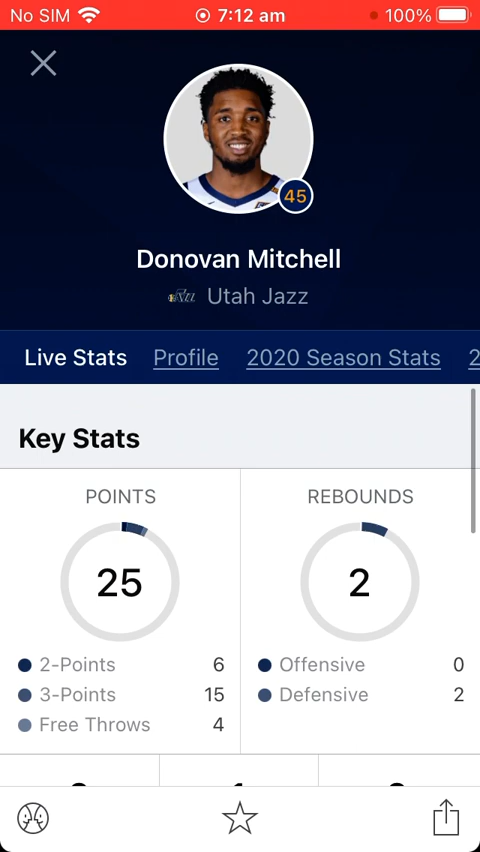 No SIM 7:12 am 100%
45
Donovan Mitchell
Utah Jazz
Live Stats Profile 2020 Season Stats 2
Key Stats
POINTS REBOUNDS
25 2
2-Points 6 Offensive 0
3-Points 15 Defensive 2
Free Throws 4